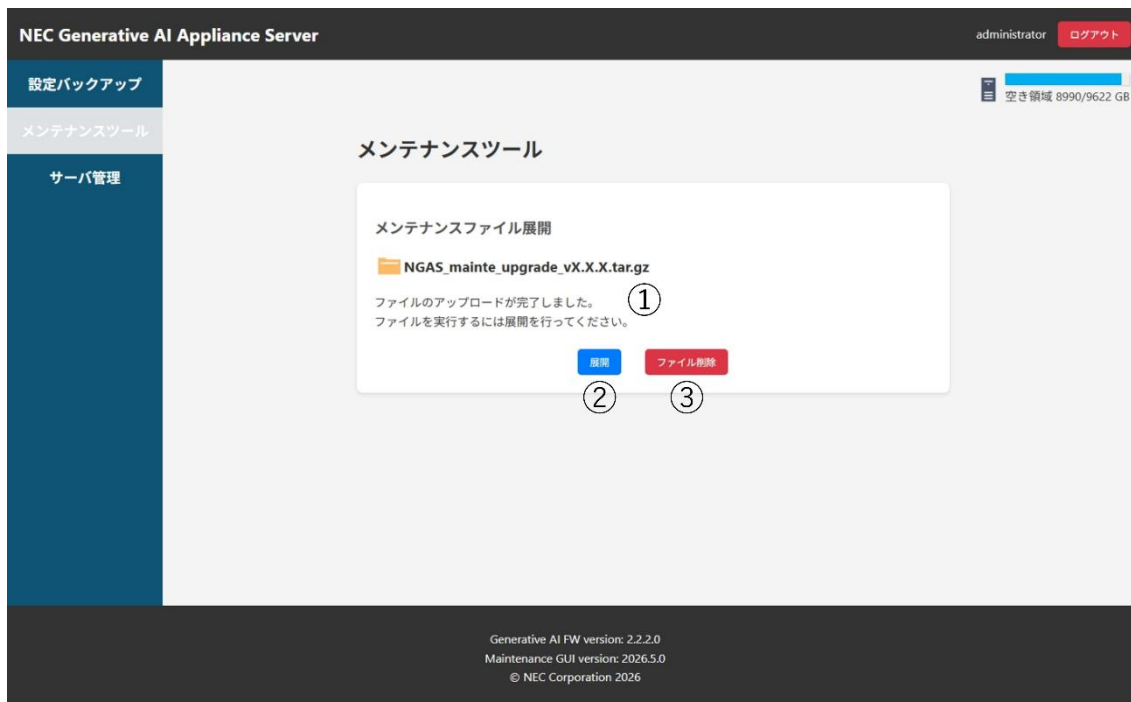 NEC Generative AI Appliance Server
administrator
ログアウト
設定バックアップ
メンテナンスツール
サーバ管理
空き領域 8990/9622 GB
メンテナンスツール
メンテナンスファイル展開
NGAS_mainte_upgrade_vX.X.X.tar.gz
ファイルのアップロードが完了しました。
ファイルを実行するには展開を行ってください。
①
展開
ファイル削除
②
③
Generative AI FW version: 2.2.2.0
Maintenance GUI version: 2026.5.0
© NEC Corporation 2026